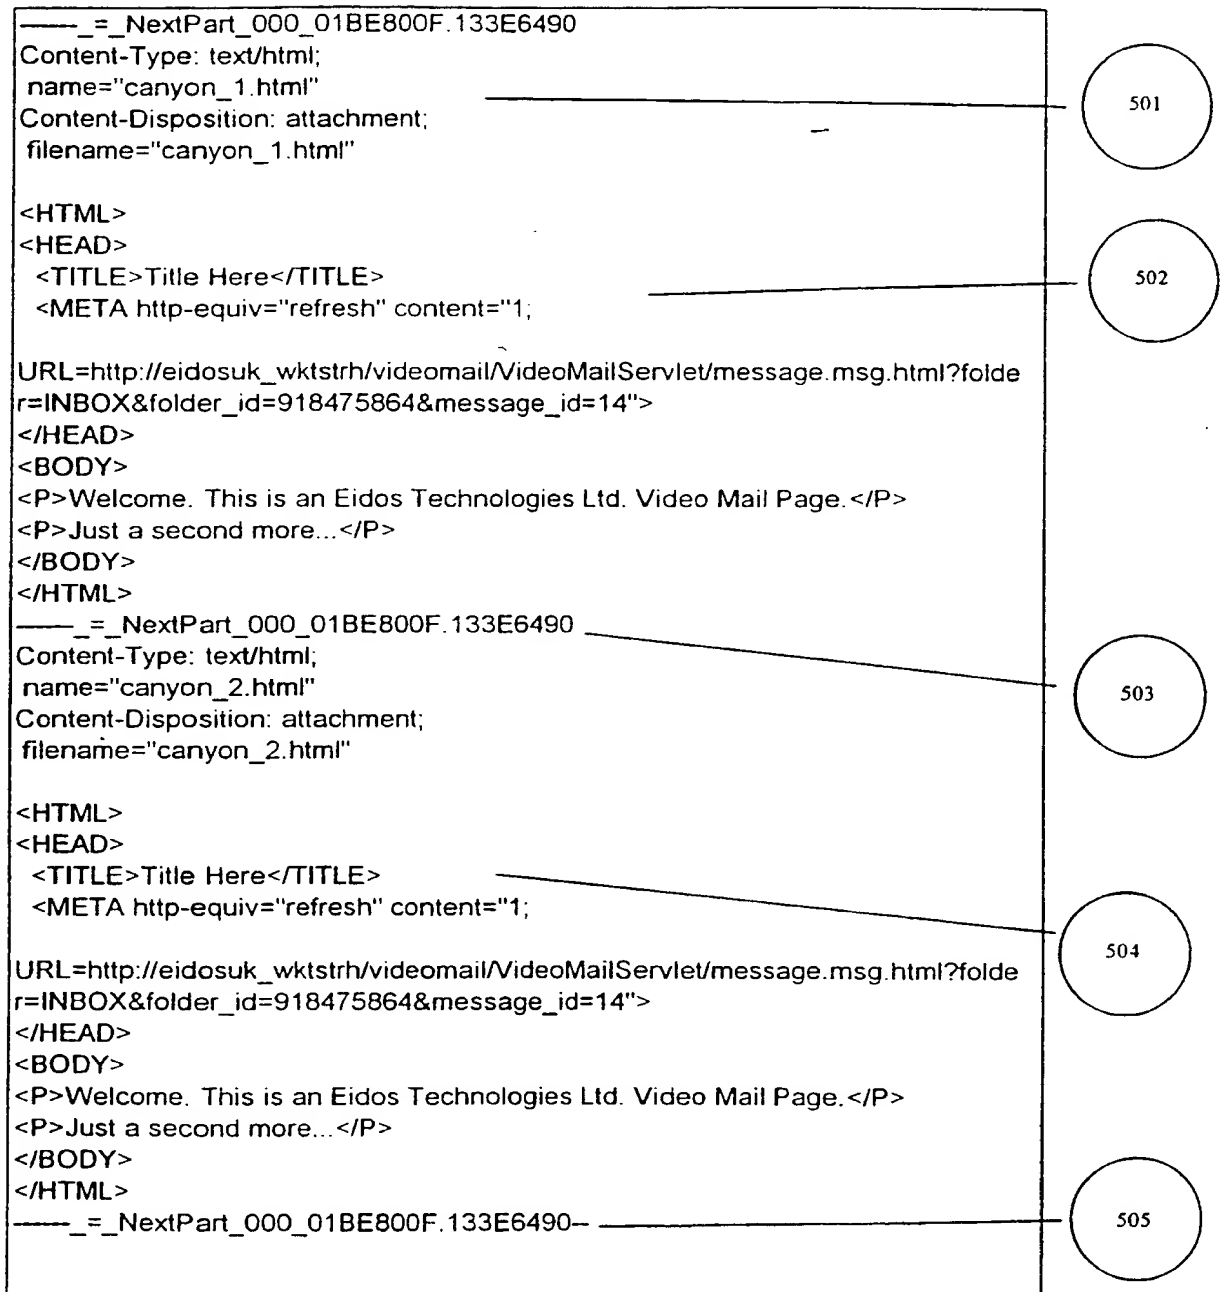 ------_=_NextPart_000_01BE800F.133E6490
Content-Type: text/html;
name="canyon_1.html"
501
Content-Disposition: attachment;
filename="canyon_1.html"
<HTML>
<HEAD>
<TITLE>Title Here</TITLE>
502
<META http-equiv="refresh" content="1;
URL=http://eidosuk_wktstrh/videomail/VideoMailServlet/message.msg.html?folde
r=INBOX&folder_id=918475864&message_id=14">
</HEAD>
<BODY>
<P>Welcome. This is an Eidos Technologies Ltd. Video Mail Page.</P>
<P>Just a second more...</P>
</BODY>
</HTML>
------_=_NextPart_000_01BE800F.133E6490
Content-Type: text/html;
name="canyon_2.html"
503
Content-Disposition: attachment;
filename="canyon_2.html"
<HTML>
<HEAD>
<TITLE>Title Here</TITLE>
<META http-equiv="refresh" content="1;
504
URL=http://eidosuk_wktstrh/videomail/VideoMailServlet/message.msg.html?folde
r=INBOX&folder_id=918475864&message_id=14">
</HEAD>
<BODY>
<P>Welcome. This is an Eidos Technologies Ltd. Video Mail Page.</P>
<P>Just a second more...</P>
</BODY>
</HTML>
------_=_NextPart_000_01BE800F.133E6490--
505